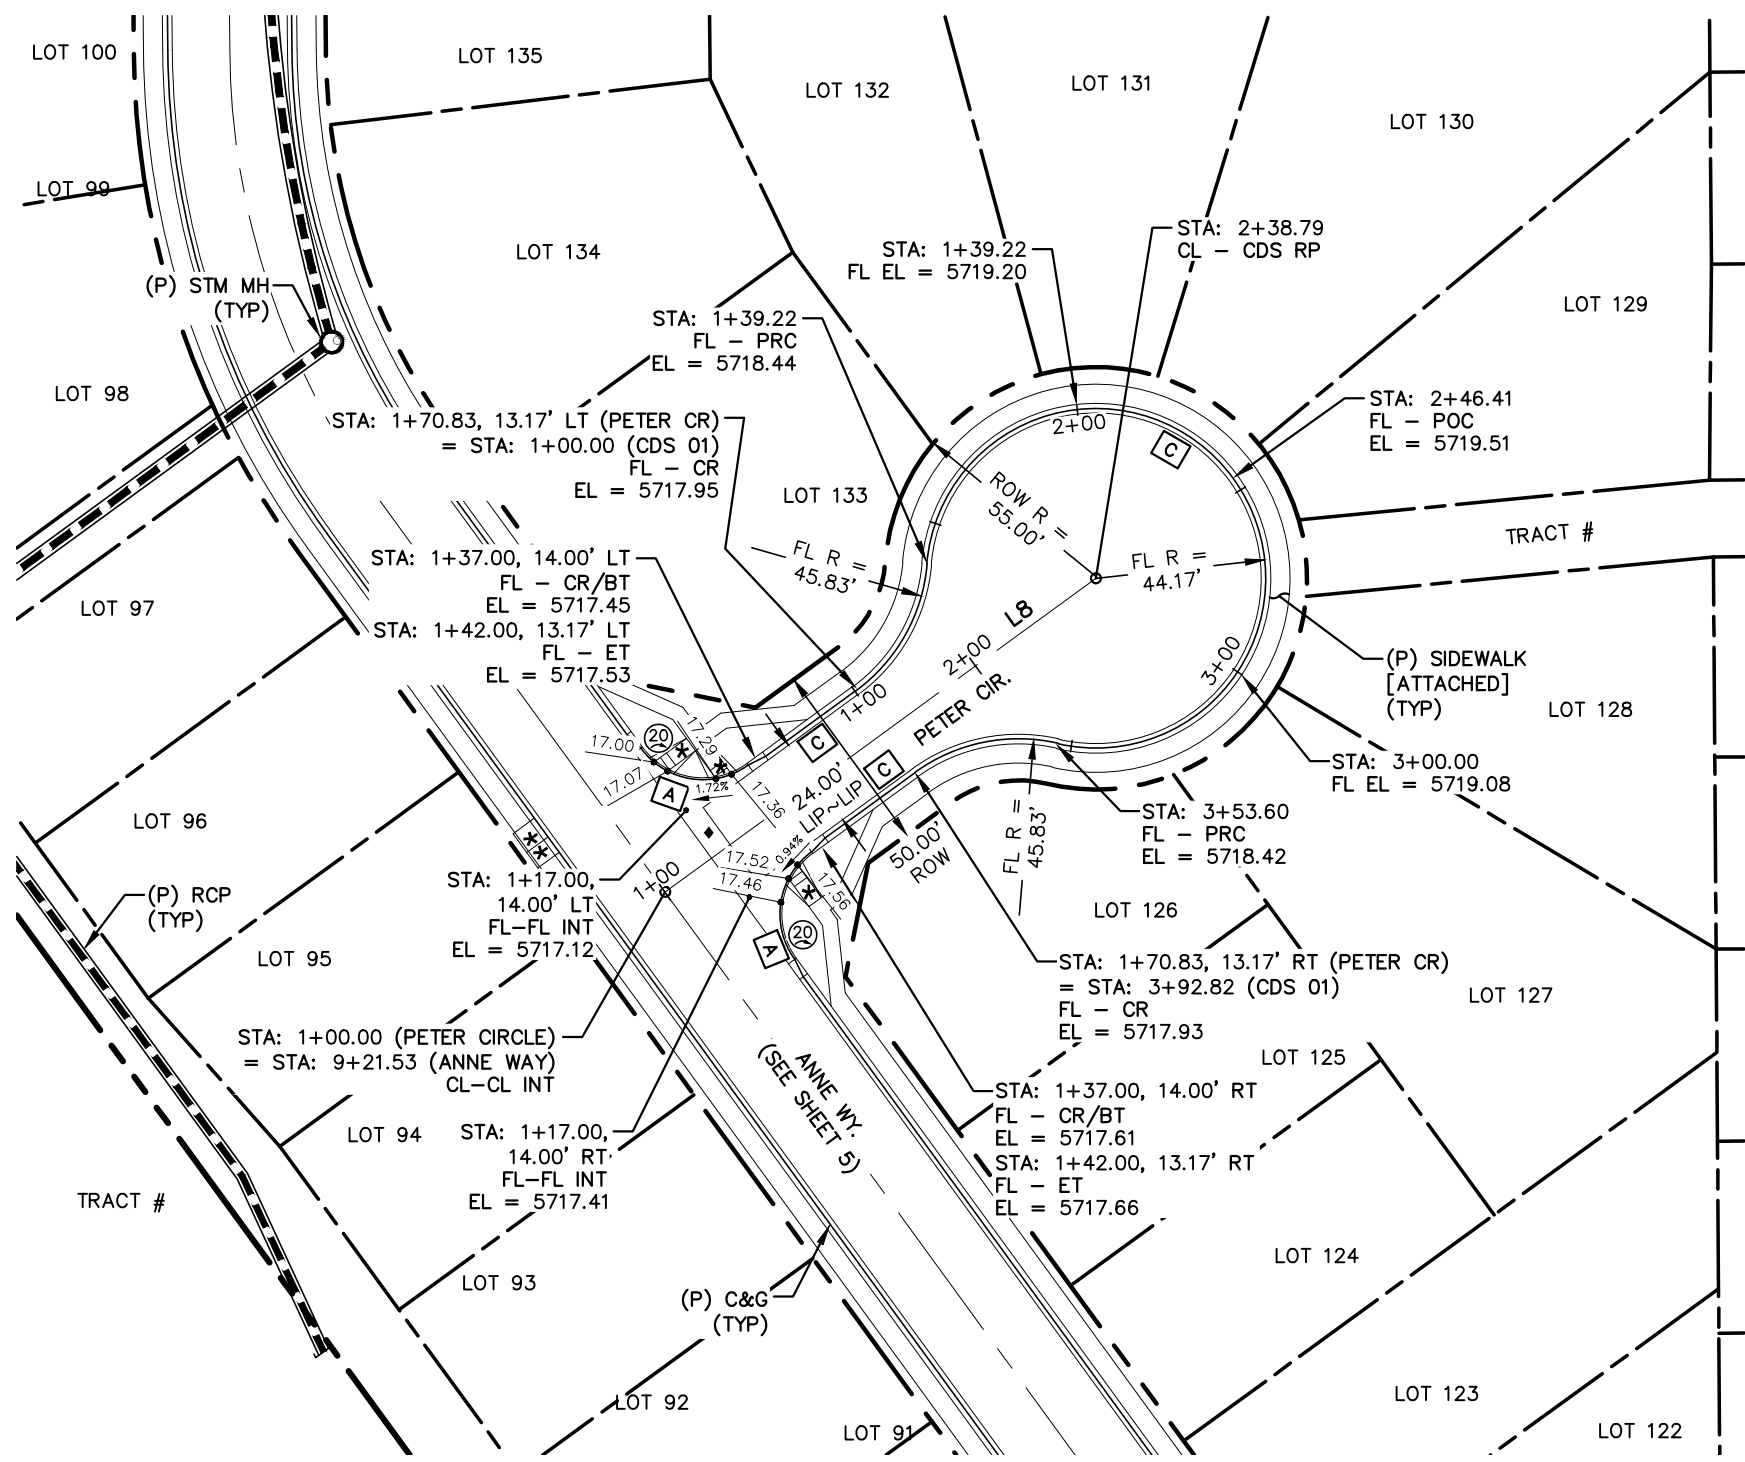 LOT 100
LOT 135
LOT 132
LOT 131
LOT 130
LOT 99
LOT 134
STA: 1+39.22
FL EL = 5719.20
STA: 2+38.79
CL - CDS RP
(P) STM MH
(TYP)
LOT 129
STA: 1+39.22
FL - PRC
EL = 5718.44
LOT 98
STA: 2+46.41
FL - POC
EL = 5719.51
STA: 1+70.83, 13.17' LT (PETER CR)
= STA: 1+00.00 (CDS 01)
FL - CR
EL = 5717.95
2+00
C
LOT 133
ROW R =
55.00'
TRACT #
STA: 1+37.00, 14.00' LT
FL - CR/BT
EL = 5717.45
STA: 1+42.00, 13.17' LT
FL - ET
EL = 5717.53
FL R =
45.83'
FL R =
44.17'
LOT 97
L8
2+00
PETER CIR.
3+00
(P) SIDEWALK
[ATTACHED]
(TYP)
LOT 128
1+00
C
C
17.00
20
17.29
17.07
A
1.72%
17.36
24.00'
LIP~LIP
STA: 3+00.00
FL EL = 5719.08
LOT 96
**
*
*
0.94%
50.00'
ROW
FL R =
45.83'
STA: 3+53.60
FL - PRC
EL = 5718.42
17.52
17.46
17.56
*
1+00
20
A
STA: 1+17.00,
14.00' LT
FL-FL INT
EL = 5717.12
(P) RCP
(TYP)
LOT 126
LOT 95
STA: 1+70.83, 13.17' RT (PETER CR)
= STA: 3+92.82 (CDS 01)
FL - CR
EL = 5717.93
LOT 127
STA: 1+00.00 (PETER CIRCLE)
= STA: 9+21.53 (ANNE WAY)
CL-CL INT
ANNE WY.
(SEE SHEET 5)
LOT 125
STA: 1+37.00, 14.00' RT
FL - CR/BT
EL = 5717.61
STA: 1+42.00, 13.17' RT
FL - ET
EL = 5717.66
LOT 94
STA: 1+17.00,
14.00' RT
FL-FL INT
EL = 5717.41
TRACT #
LOT 124
LOT 93
(P) C&G
(TYP)
LOT 92
LOT 123
LOT 91
LOT 122